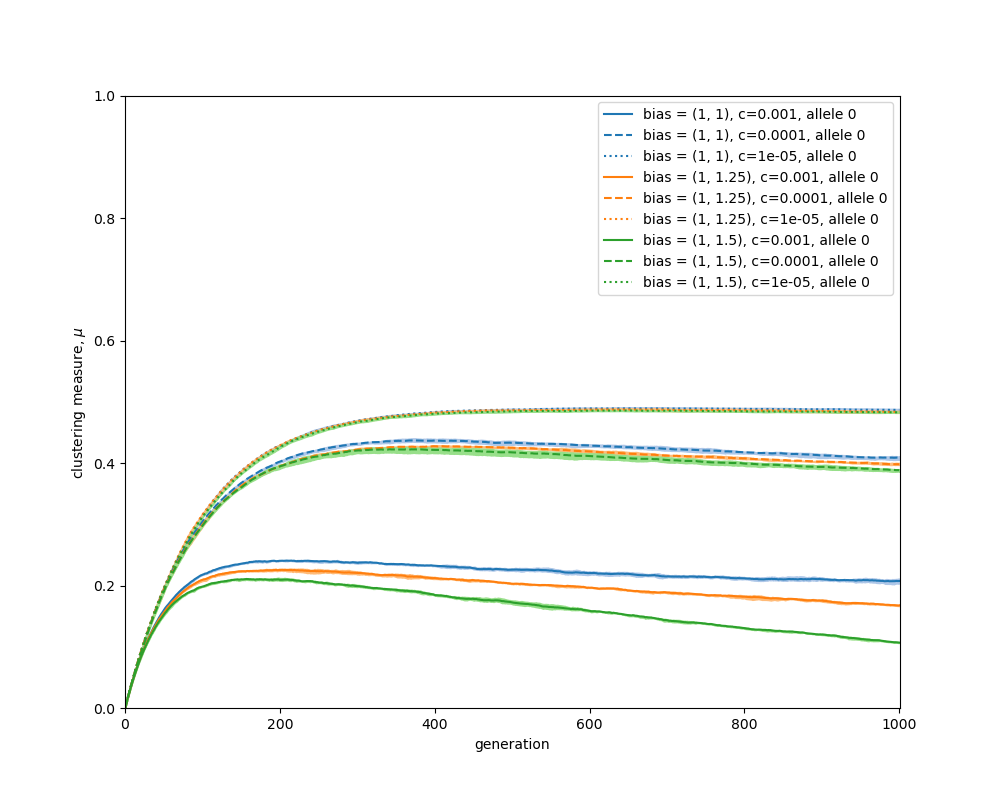 1.0
0.8
0.6
0.4
0.2
0.0
clustering measure, μ
bias = (1, 1), c=0.001, allele 0
bias = (1, 1), c=0.0001, allele 0
bias = (1, 1), c=1e-05, allele 0
bias = (1, 1.25), c=0.001, allele 0
bias = (1, 1.25), c=0.0001, allele 0
bias = (1, 1.25), c=1e-05, allele 0
bias = (1, 1.5), c=0.001, allele 0
bias = (1, 1.5), c=0.0001, allele 0
bias = (1, 1.5), c=1e-05, allele 0
0 200 400 600 800 1000
generation